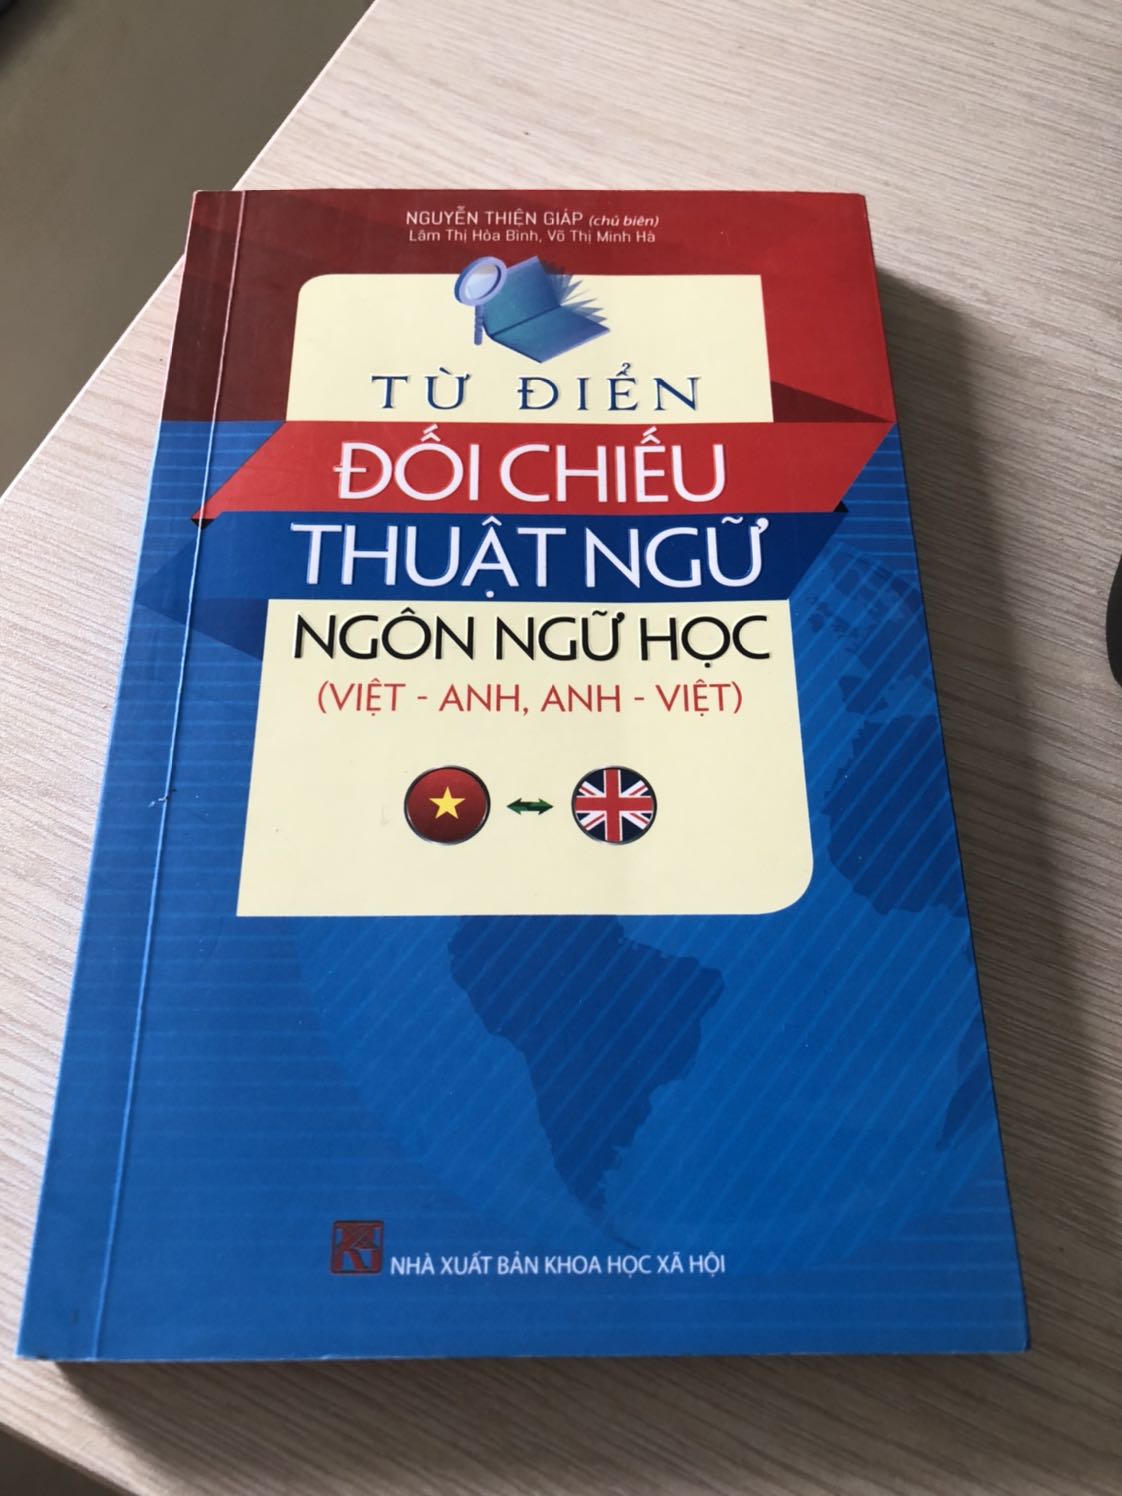 NGUYỄN THIỆN GIÁP (chủ biên)
Lâm Thị Hòa Bình, Võ Thị Minh Hà
TỪ ĐIỂN
ĐỐI CHIẾU
THUẬT NGỮ
NGÔN NGỮ HỌC
(VIỆT - ANH, ANH - VIỆT)
NHÀ XUẤT BẢN KHOA HỌC XÃ HỘI